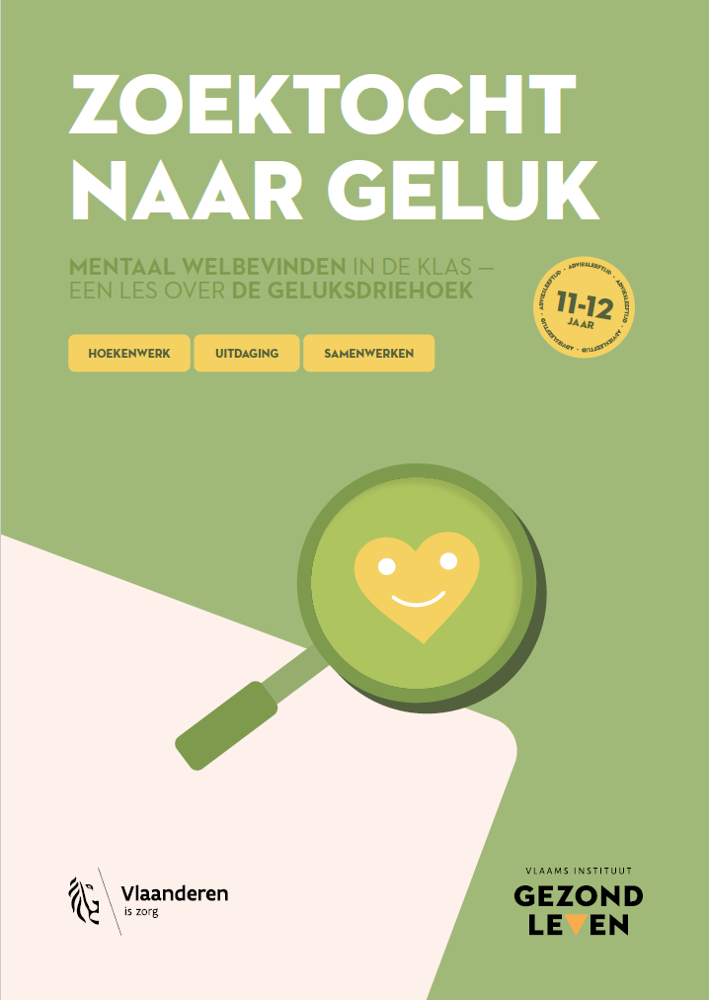 ZOEKTOCHT
NAAR GELUK
MENTAAL WELBEVINDEN IN DE KLAS —
EEN LES OVER DE GELUKSDRIEHOEK
ADVIESLEEFTIJD - ADVIESLEEFTIJD - ADVIESLEEFTIJD - ADVIESLEEFTIJD - ADVIESLEEFTIJD -
11-12
JAAR
HOEKENWERK UITDAGING SAMENWERKEN
Vlaanderen
is zorg
VLAAMS INSTITUUT
GEZOND
LEVEN